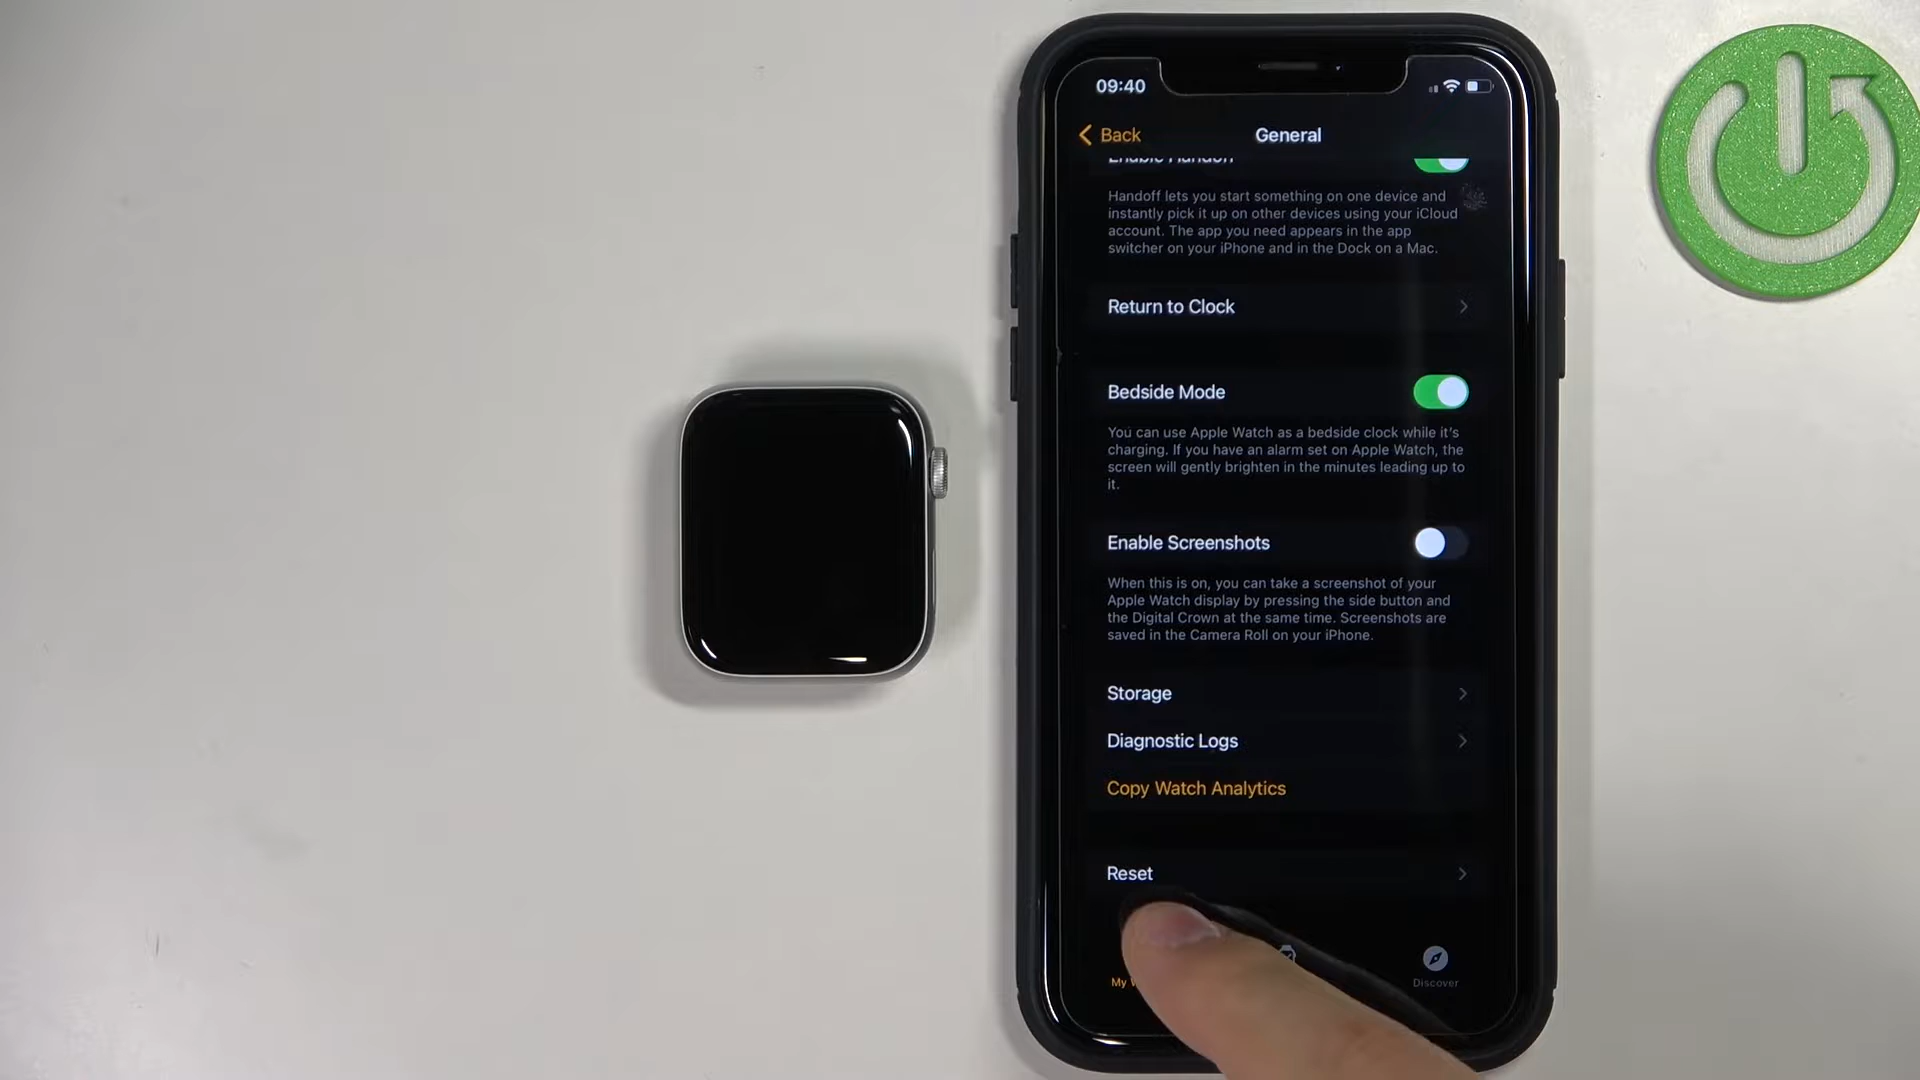 09:40
Back
General
Enable Handoff
Handoff lets you start something on one device and
instantly pick it up on other devices using your iCloud
account. The app you need appears in the app
switcher on your iPhone and in the Dock on a Mac.
Return to Clock
Bedside Mode
You can use Apple Watch as a bedside clock while it's
charging. If you have an alarm set on Apple Watch, the
screen will gently brighten in the minutes leading up to
it.
Enable Screenshots
When this is on, you can take a screenshot of your
Apple Watch display by pressing the side button and
the Digital Crown at the same time. Screenshots are
saved in the Camera Roll on your iPhone.
Storage
Diagnostic Logs
Copy Watch Analytics
Reset
My
Discover